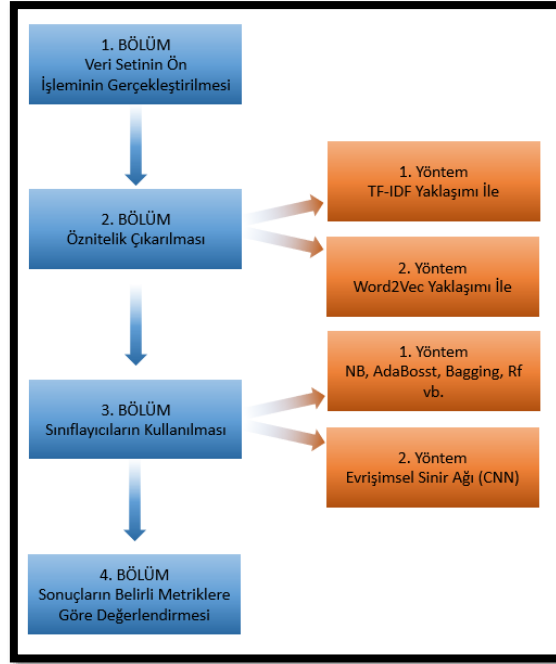 1. BÖLÜM
Veri Setinin Ön
İşleminin Gerçekleştirilmesi
2. BÖLÜM
Öznitelik Çıkarılması
1. Yöntem
TF-IDF Yaklaşımı İle
2. Yöntem
Word2Vec Yaklaşımı İle
3. BÖLÜM
Sınıflayıcıların Kullanılması
1. Yöntem
NB, AdaBosst, Bagging, Rf
vb.
2. Yöntem
Evrişimsel Sinir Ağı (CNN)
4. BÖLÜM
Sonuçların Belirli Metriklere
Göre Değerlendirmesi